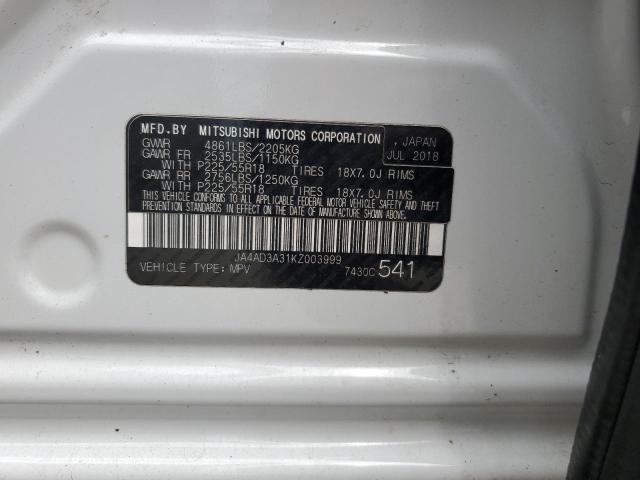 MFD.BY MITSUBISHI MOTORS CORPORATION , JAPAN
GVWR 4861LBS/2205KG JUL 2018
GAWR FR 2535LBS/1150KG
WITH P225/55R18 TIRES 18X7.0J RIMS
GAWR RR 2756LBS/1250KG
WITH P225/55R18 TIRES 18X7.0J RIMS
THIS VEHICLE CONFORMS TO ALL APPLICABLE FEDERAL MOTOR VEHICLE SAFETY AND THEFT
PREVENTION STANDARDS IN EFFECT ON THE DATE OF MANUFACTURE SHOWN ABOVE.
JA4AD3A31KZ003999
VEHICLE TYPE: MPV 7430C 541